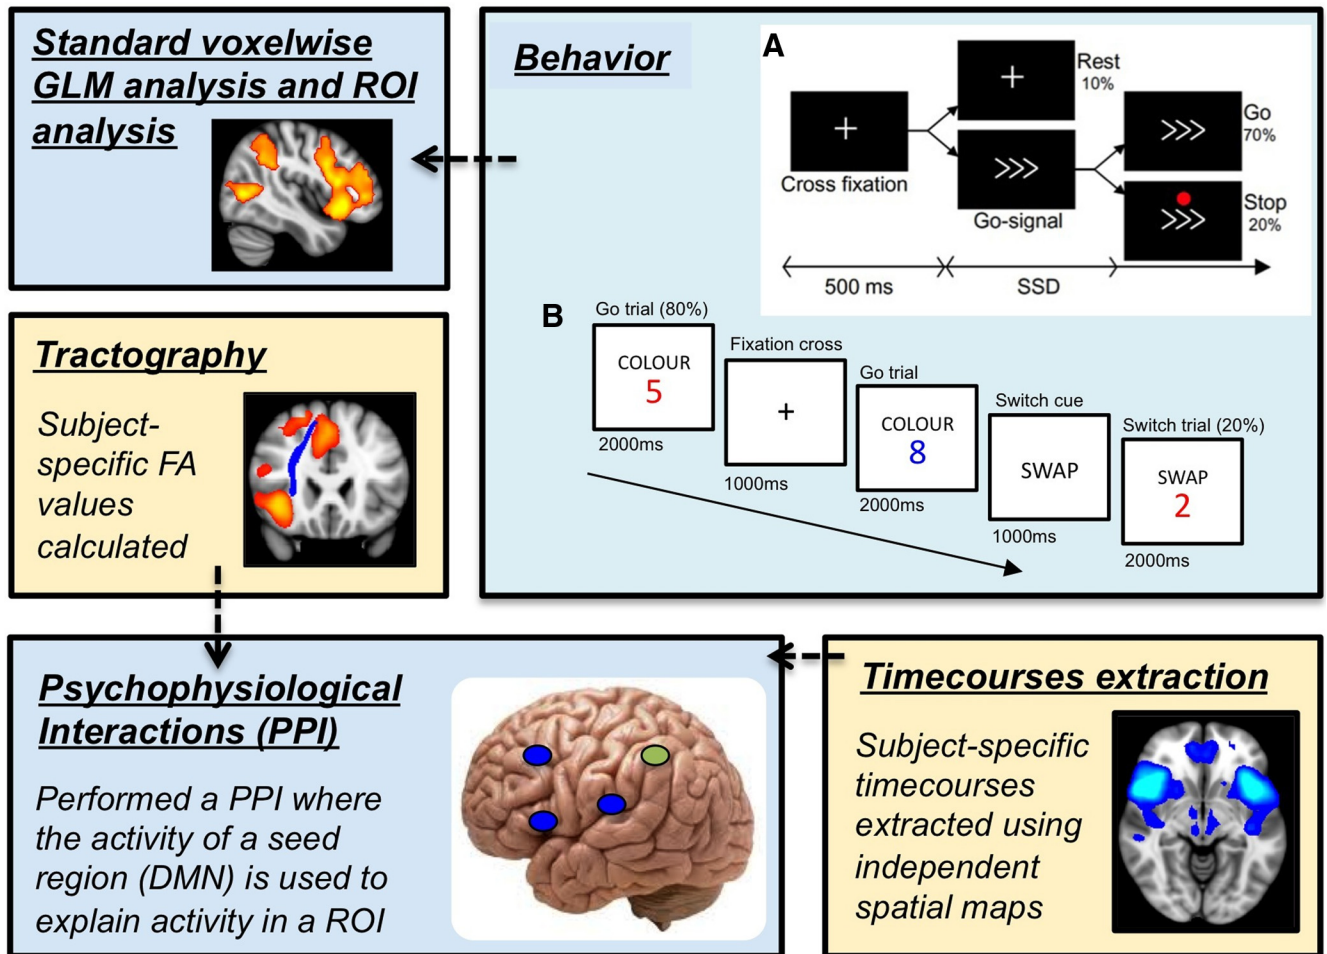 Standard voxelwise
GLM analysis and ROI
analysis
Behavior
A
Rest
10%
Cross fixation
Go-signal
Go
70%
Stop
20%
500 ms
SSD
B
Go trial (80%)
COLOUR
5
2000ms
Fixation cross
+
1000ms
Go trial
COLOUR
8
2000ms
Switch cue
SWAP
1000ms
Switch trial (20%)
SWAP
2
2000ms
Tractography
Subject-
specific FA
values
calculated
Psychophysiological
Interactions (PPI)
Performed a PPI where
the activity of a seed
region (DMN) is used to
explain activity in a ROI
Timecourses extraction
Subject-specific
timecourses
extracted using
independent
spatial maps